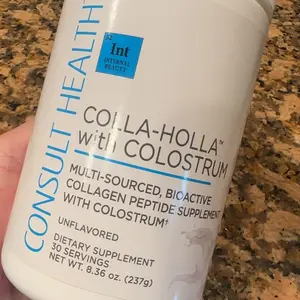 Int
INTERNAL
BEAUTY
CONSULT HEALTH
COLLA-HOLLA™
with COLOSTRUM
MULTI-SOURCED, BIOACTIVE
COLLAGEN PEPTIDE SUPPLEMENT
WITH COLOSTRUM†
UNFLAVORED
DIETARY SUPPLEMENT
30 SERVINGS
NET WT. 8.36 oz. (237g)